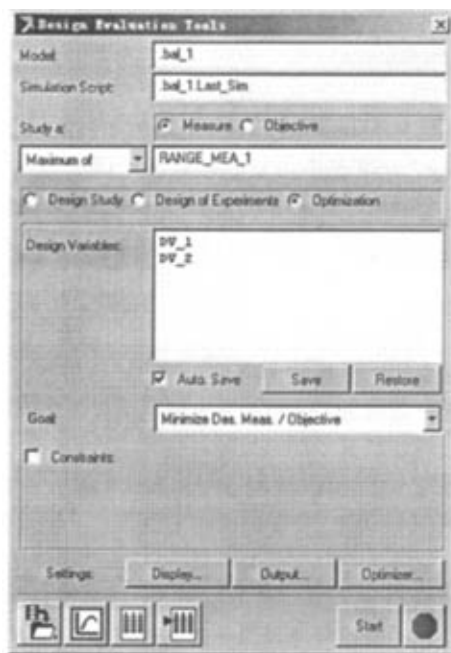 Design Evaluation Tools
Model: .bal_1
Simulation Script: .bal_1.Last_Sim
Study a: Measure Objective
Maximum of RANGE_MEA_1
Design Study Design of Experiments Optimization
Design Variables: DV_1
DV_2
Auto. Save Save Restore
Goal: Minimize Des. Meas. / Objective
Constraints:
Settings: Display... Output... Optimizer...
Start